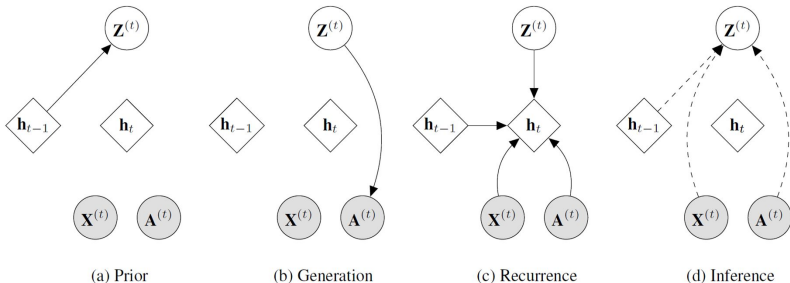 Z^(t) Z^(t) Z^(t) Z^(t)
h_{t−1} h_t h_{t−1} h_t h_{t−1} h_t h_{t−1} h_t
X^(t) A^(t) X^(t) A^(t) X^(t) A^(t) X^(t) A^(t)
(a) Prior (b) Generation (c) Recurrence (d) Inference